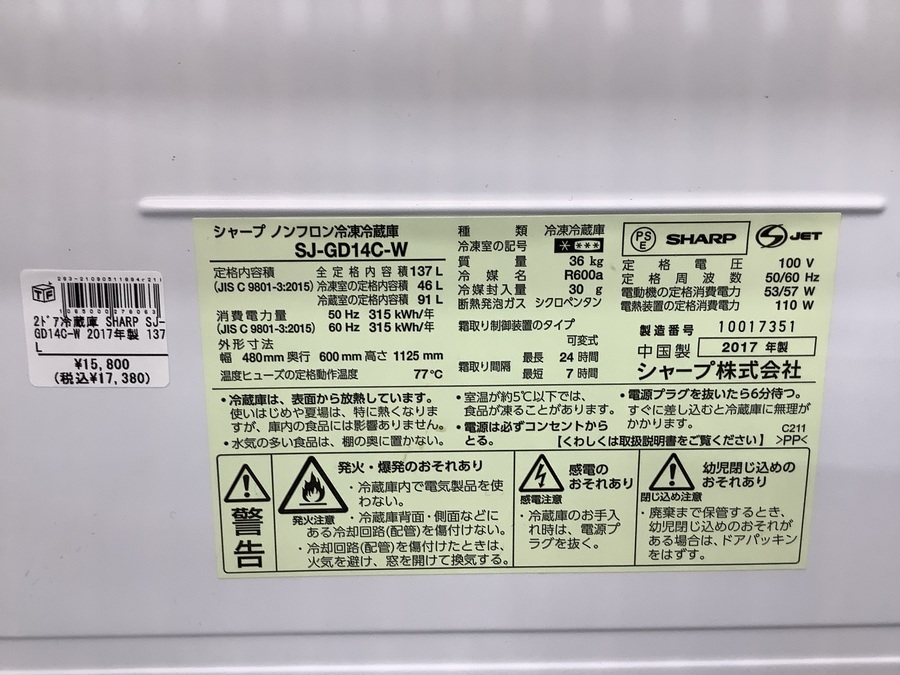 シャープ ノンフロン冷凍冷蔵庫
SJ-GD14C-W
定格内容積 全定格内容積 137 L
(JIS C 9801-3:2015) 冷凍室の定格内容積 46 L
冷蔵室の定格内容積 91 L
消費電力量 50 Hz 315 kWh/年
(JIS C 9801-3:2015) 60 Hz 315 kWh/年
外形寸法
幅 480mm 奥行 600mm 高さ 1125 mm
温度ヒューズの定格動作温度 77℃
種類 冷凍冷蔵庫
冷凍室の記号 * ***
質量 36 kg
冷媒名 R600a
冷媒封入量 30 g
断熱発泡ガス シクロペンタン
霜取り制御装置のタイプ
可変式
霜取り間隔 最長 24 時間
最短 7 時間
PS
E
SHARP
S JET
定格電圧 100 V
定格周波数 50/60 Hz
電動機の定格消費電力 53/57 W
電熱装置の定格消費電力 110 W
製造番号 10017351
中国製 2017 年製
シャープ株式会社
・冷蔵庫は、表面から放熱しています。
使いはじめや夏場は、特に熱くなりま
すが、庫内の食品には影響ありません。
・水気の多い食品は、棚の奥に置かない。
・室温が約5℃以下では、
食品が凍ることがあります。
・電源は必ずコンセントから
とる。
・電源プラグを抜いたら6分待つ。
すぐに差し込むと冷蔵庫に無理が
かかります。
C211
【くわしくは取扱説明書をご覧ください】 >PP<
警告
発火・爆発のおそれあり
発火注意
・冷蔵庫内で電気製品を使
わない。
・冷蔵庫背面・側面などに
ある冷却回路(配管)を傷付けない。
・冷却回路(配管)を傷付けたときは、
火気を避け、窓を開けて換気する。
感電注意
感電の
おそれあり
・冷蔵庫のお手入
れ時は、電源プ
ラグを抜く。
閉じ込め注意
幼児閉じ込めの
おそれあり
・廃棄まで保管するとき、
幼児閉じ込めのおそれが
ある場合は、ドアパッキン
をはずす。
TF
2ﾄﾞｱ冷蔵庫 SHARP SJ-
GD14C-W 2017年製 137
L
¥15,800
(税込¥17,380)